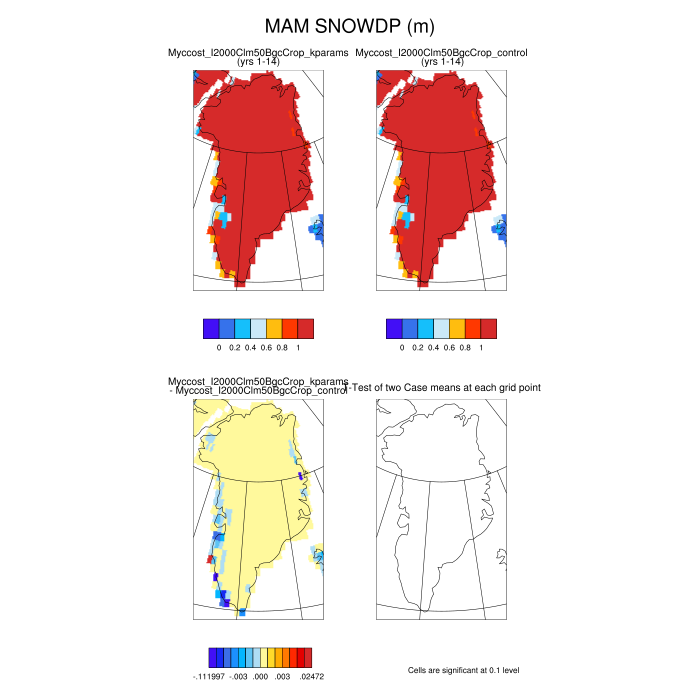 MAM SNOWDP (m)
Myccost_I2000Clm50BgcCrop_kparams
(yrs 1-14)
Myccost_I2000Clm50BgcCrop_control
(yrs 1-14)
0 0.2 0.4 0.6 0.8 1
0 0.2 0.4 0.6 0.8 1
Myccost_I2000Clm50BgcCrop_kparams
- Myccost_I2000Clm50BgcCrop_control
-Test of two Case means at each grid point
-.111997 -.003 .000 .003 .02472
Cells are significant at 0.1 level